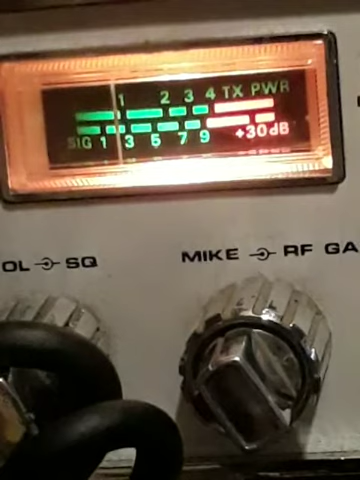 1 2 3 4 TX PWR
SIG 1 3 5 7 9 +30dB
OL SQ
MIKE RF GA